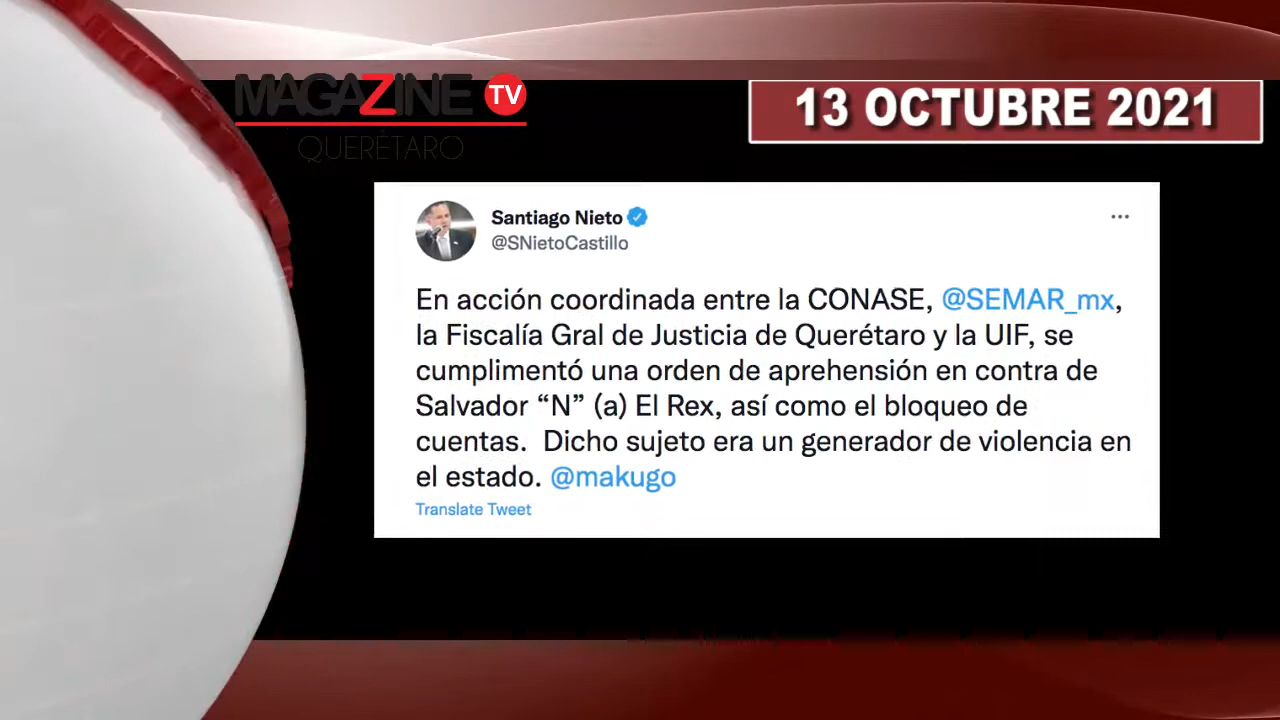 MAGAZINE TV
QUERÉTARO
13 OCTUBRE 2021
Santiago Nieto
@SNietoCastillo
En acción coordinada entre la CONASE, @SEMAR_mx,
la Fiscalía Gral de Justicia de Querétaro y la UIF, se
cumplimentó una orden de aprehensión en contra de
Salvador “N” (a) El Rex, así como el bloqueo de
cuentas.  Dicho sujeto era un generador de violencia en
el estado. @makugo
Translate Tweet